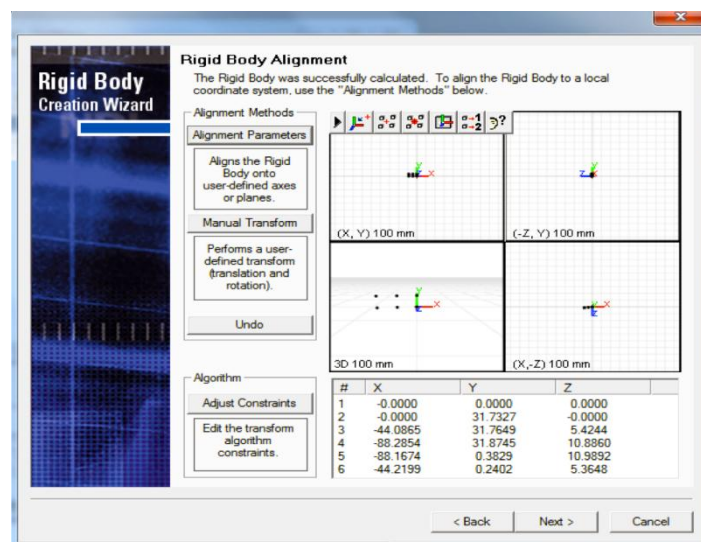 Rigid Body Alignment
Rigid Body
Creation Wizard
The Rigid Body was successfully calculated. To align the Rigid Body to a local
coordinate system, use the "Alignment Methods" below.
Alignment Methods
Alignment Parameters
Aligns the Rigid
Body onto
user-defined axes
or planes.
Manual Transform
Performs a user-
defined transform
(translation and
rotation).
Undo
Algorithm
Adjust Constraints
Edit the transform
algorithm
constraints.
(X, Y) 100 mm
(-Z, Y) 100 mm
3D 100 mm
(X,-Z) 100 mm
# X Y Z
1 -0.0000 0.0000 0.0000
2 -0.0000 31.7327 -0.0000
3 -44.0865 31.7649 5.4244
4 -88.2854 31.8745 10.8860
5 -88.1674 0.3829 10.9892
6 -44.2199 0.2402 5.3648
< Back Next > Cancel